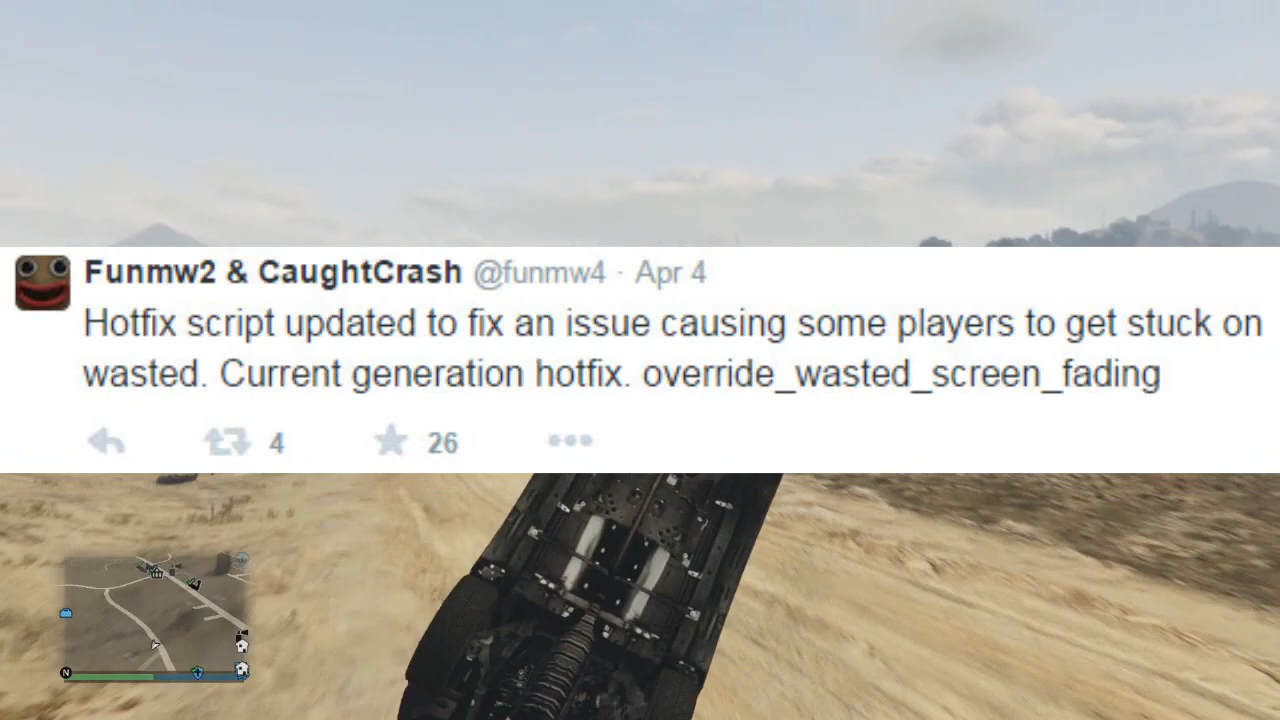 Funmw2 & CaughtCrash @funmw4 · Apr 4
Hotfix script updated to fix an issue causing some players to get stuck on
wasted. Current generation hotfix. override_wasted_screen_fading
4 26
N